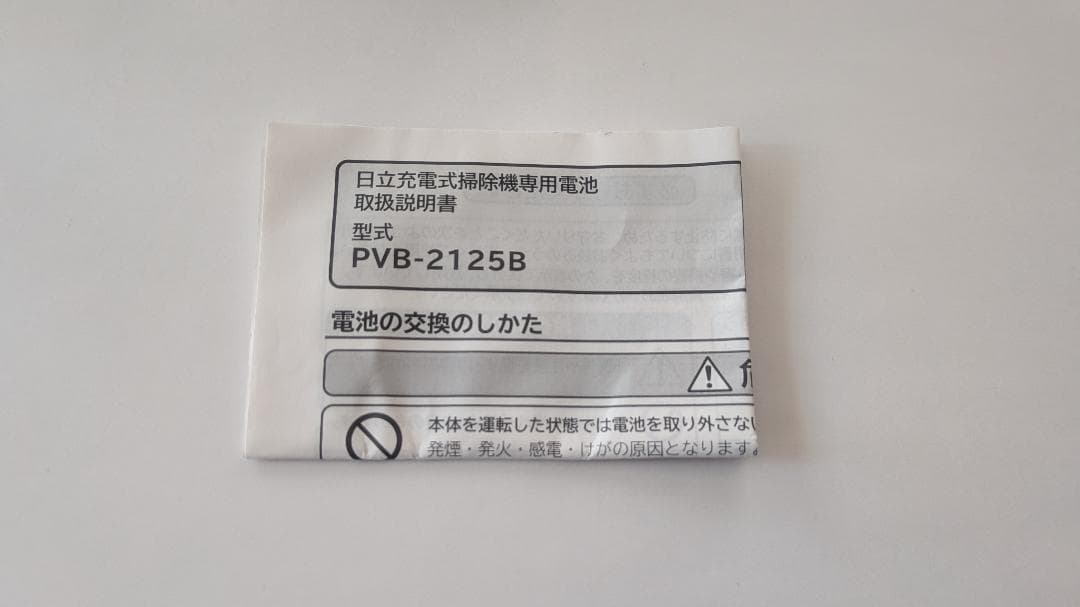 日立充電式掃除機専用電池
取扱説明書
型式
PVB-2125B
電池の交換のしかた
本体を運転した状態では電池を取り外さない
発煙・発火・感電・けがの原因となります。